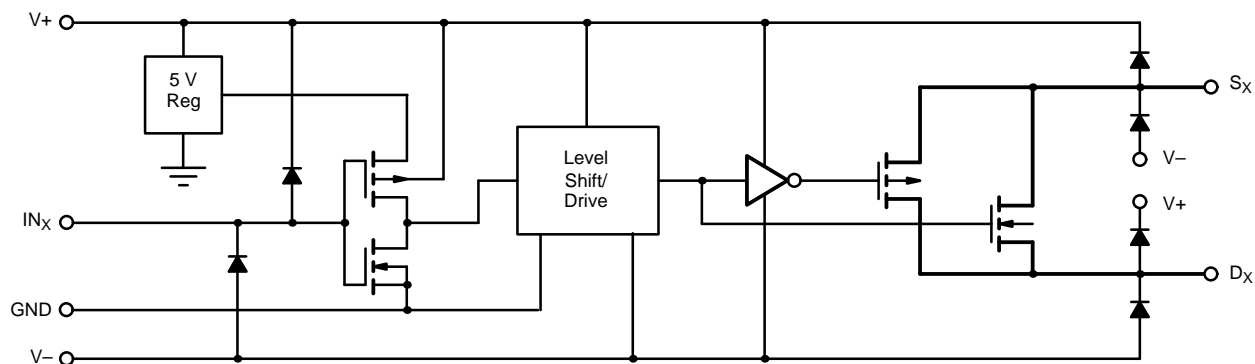 V+
5 V
Reg
SX
Level
Shift/
Drive
V–
V+
INX
DX
GND
V–